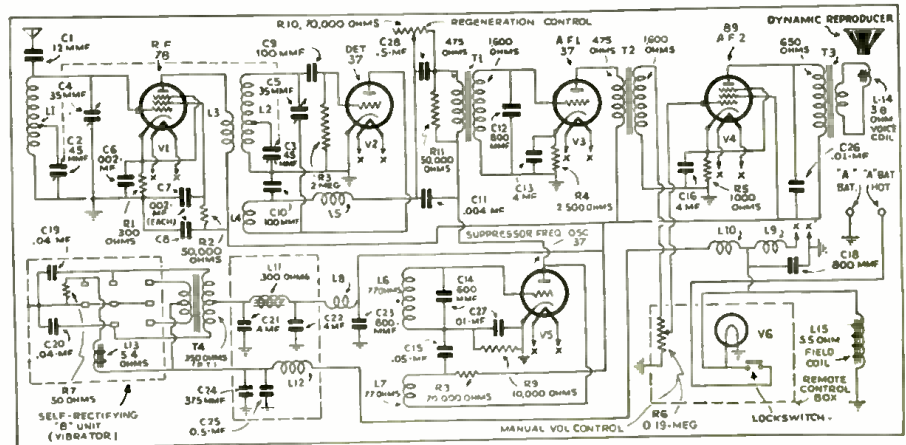 R10, 70,000 OHMS
REGENERATION CONTROL
DYNAMIC REPRODUCER
C1
.12 MMF
R.F.
78
C9
100 MMF
DET
37
C28
.5-MF
475
OHMS
T1
1600
OHMS
A F 1
37
475
OHMS
T2
1,600
OHMS
89
A F 2
650
OHMS
T3
C4
35 MMF
L1
C2
45
MMF
C6
.002-
MF
V1
L3
C5
35 MMF
L2
C3
45
MMF
V2
R11
50,000
OHMS
C12
800
MMF
V3
V4
L-14
3.8
OHM
VOICE
COIL
C26
.01-MF
R1
300
OHMS
C7
.002
MF
(EACH)
C8
R2
50,000
OHMS
L4
C10
100 MMF
R3
2 MEG
L5
C11
.004 MF
C13
4 MF
R4
2,500 OHMS
C16
4 MF
R5
1000
OHMS
"A"
BAT.
"A" BAT
(HOT)
SUPPRESSOR FREQ. OSC
37
L10
L9
C18
800 MMF
C19
.04 MF
L11
300 OHMS
L8
L6
77 OHMS
C14
600
MMF
C27
.01-MF
V5
C21
4 MF
C22
4 MF
C23
600
MMF
C15
.05-MF
C20
.04-MF
L13
5.4
OHMS
T4
250 OHMS
R7
50 OHMS
C24
375 MMF
C25
0.5-MF
L12
L7
77 OHMS
R3
70,000 OHMS
R9
10,000 OHMS
V6
L15
5.5 OHM
FIELD
COIL
REMOTE
CONTROL
BOX
LOCKSWITCH
SELF-RECTIFYING
"B" UNIT
(VIBRATOR)
MANUAL VOL CONTROL
R6
0.19-MEG